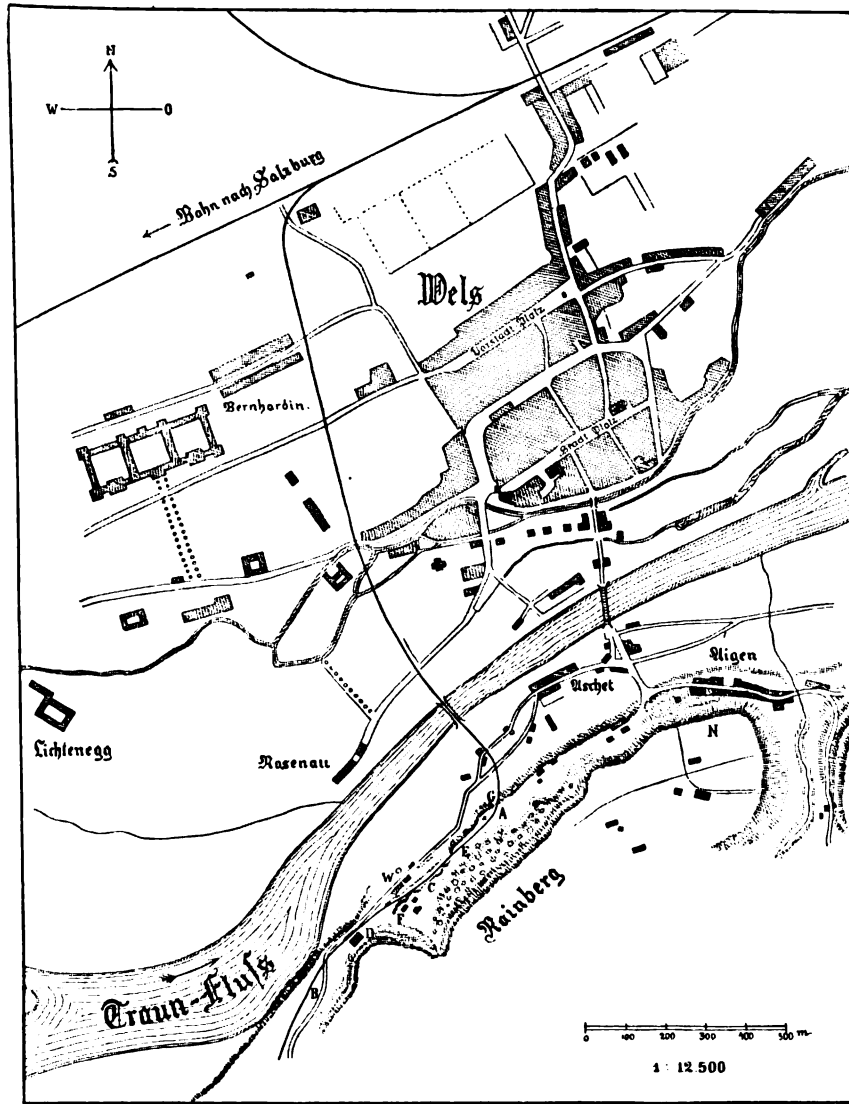 N
W O
S
← Bahn nach Salzburg
Wels
Vorstadt Platz
Bernhardin.
Stadt Platz
Aigen
Aschet
Lichtenegg
Rosenau
N
G
A
E
W
C
F
D
Rainberg
B
Traun-Fluſs
0 100 200 300 400 500 m
1 : 12.500